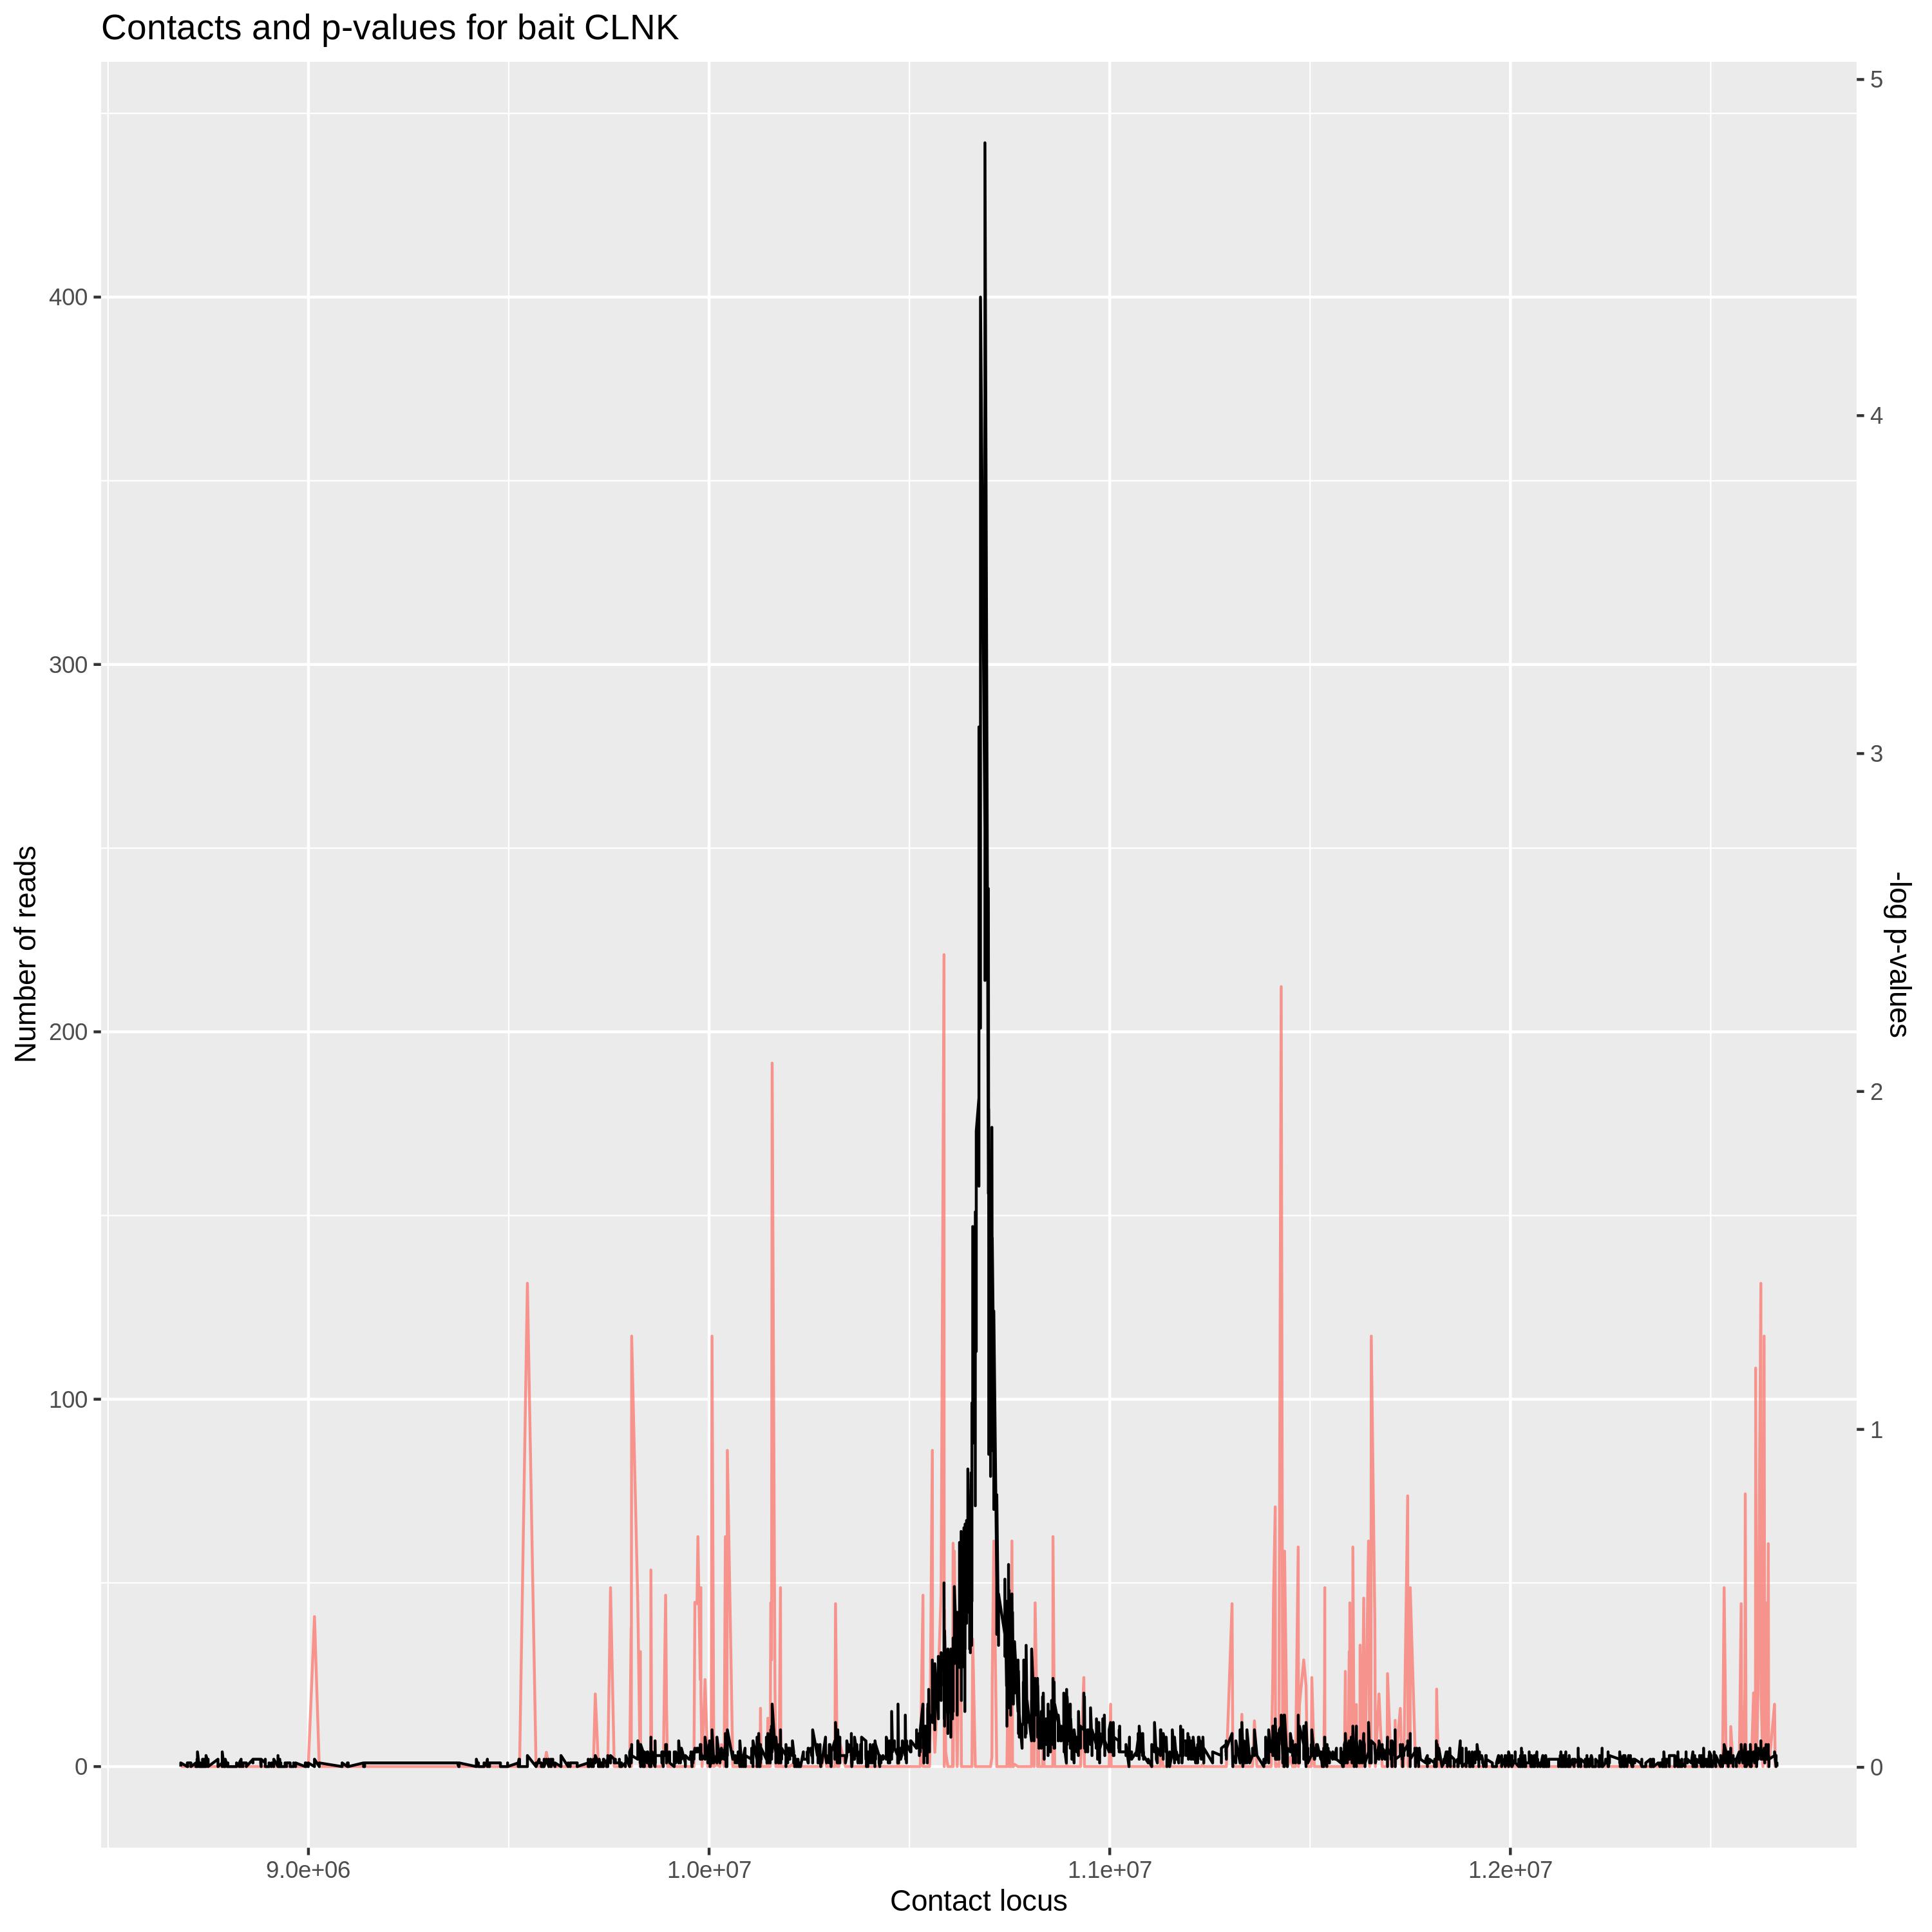 Contacts and p-values for bait CLNK
Number of reads
400
300
200
100
0
5
4
3
2
1
0
-log p-values
9.0e+06
1.0e+07
1.1e+07
1.2e+07
Contact locus